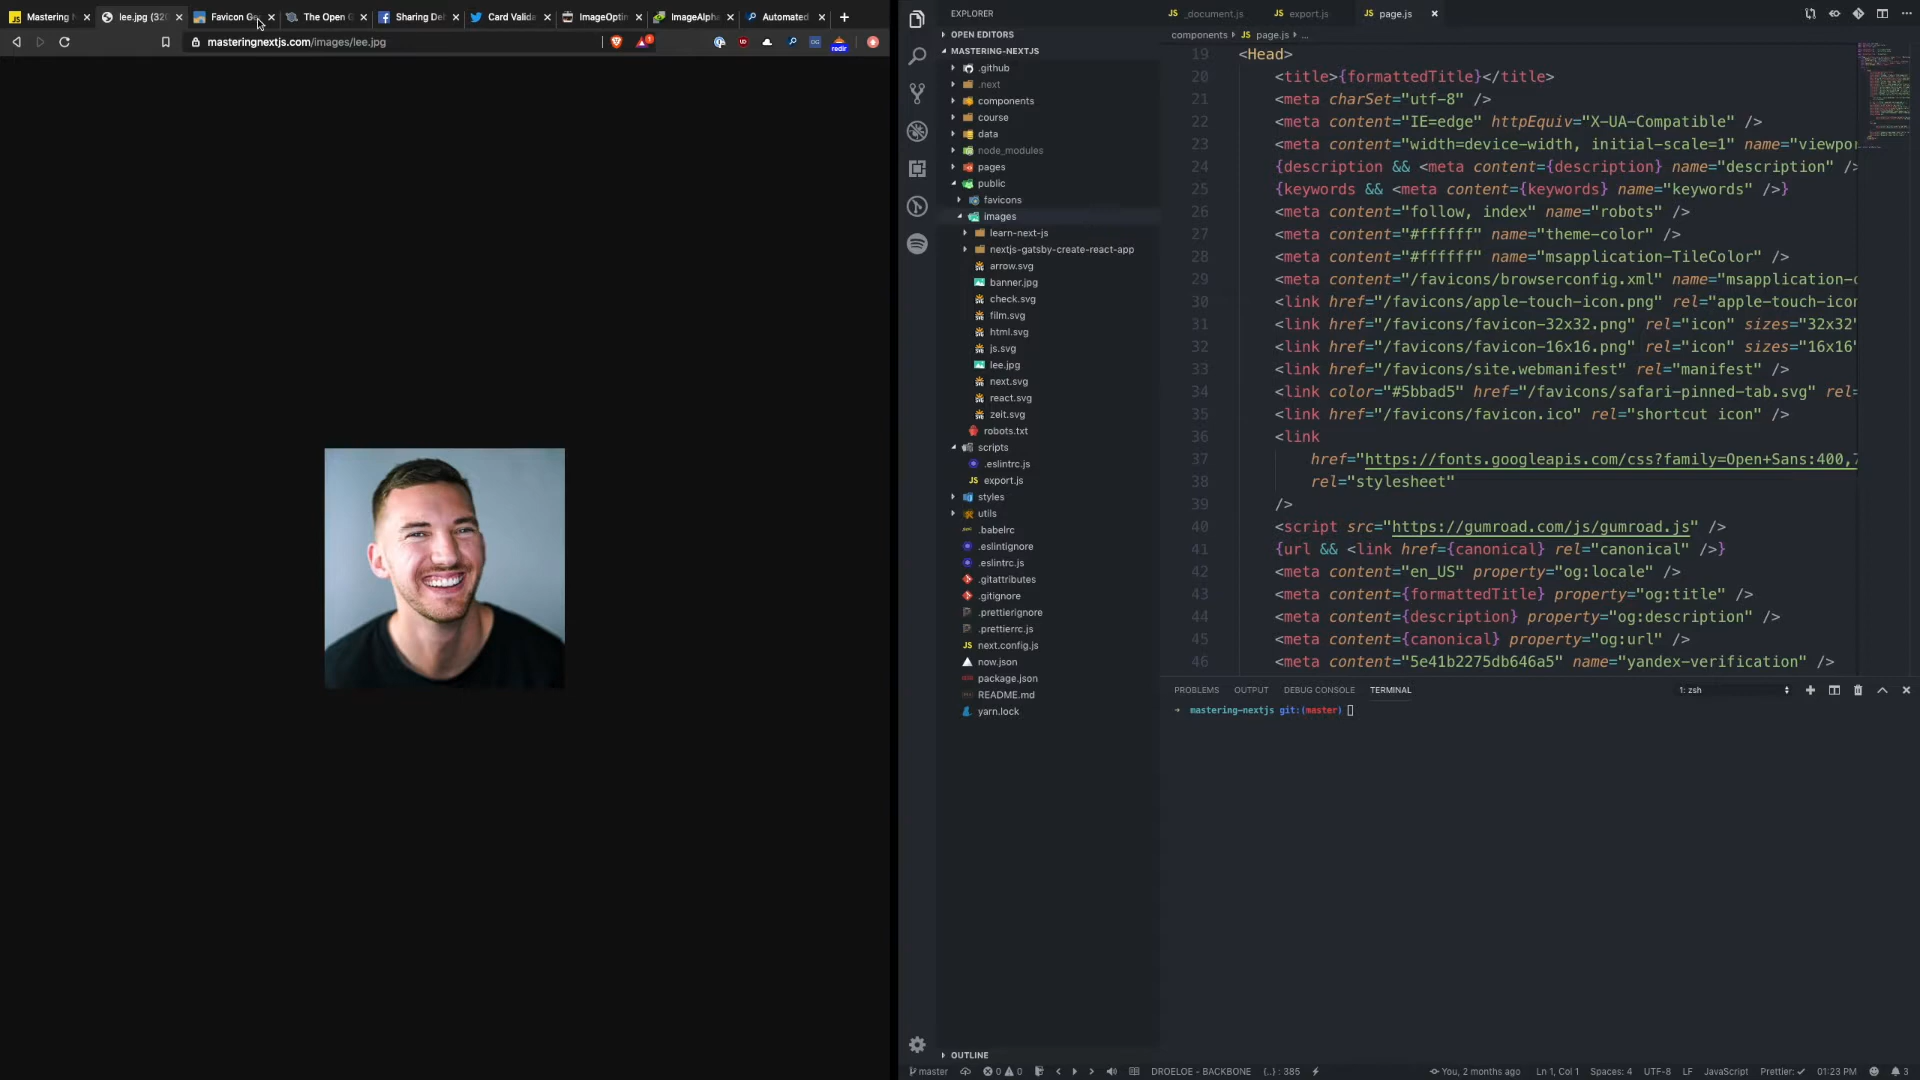 Mastering N
lee.jpg (320
Favicon Ge
The Open G
Sharing De
Card Valida
ImageOptim
ImageAlpha
Automated
masteringnextjs.com/images/lee.jpg
EXPLORER
OPEN EDITORS
MASTERING-NEXTJS
.github
.next
components
course
data
node_modules
pages
public
favicons
images
learn-next-js
nextjs-gatsby-create-react-app
arrow.svg
banner.jpg
check.svg
film.svg
html.svg
js.svg
lee.jpg
next.svg
react.svg
zeit.svg
robots.txt
scripts
.eslintrc.js
JS export.js
styles
utils
.babelrc
.eslintignore
.eslintrc.js
.gitattributes
.gitignore
.prettierignore
.prettierrc.js
JS next.config.js
now.json
package.json
README.md
yarn.lock
OUTLINE
JS _document.js
JS export.js
JS page.js
components › JS page.js › ...
19 <Head>
20 <title>{formattedTitle}</title>
21 <meta charSet="utf-8" />
22 <meta content="IE=edge" httpEquiv="X-UA-Compatible" />
23 <meta content="width=device-width, initial-scale=1" name="viewpor
24 {description && <meta content={description} name="description" />
25 {keywords && <meta content={keywords} name="keywords" />}
26 <meta content="follow, index" name="robots" />
27 <meta content="#ffffff" name="theme-color" />
28 <meta content="#ffffff" name="msapplication-TileColor" />
29 <meta content="/favicons/browserconfig.xml" name="msapplication-c
30 <link href="/favicons/apple-touch-icon.png" rel="apple-touch-icon
31 <link href="/favicons/favicon-32x32.png" rel="icon" sizes="32x32"
32 <link href="/favicons/favicon-16x16.png" rel="icon" sizes="16x16"
33 <link href="/favicons/site.webmanifest" rel="manifest" />
34 <link color="#5bbad5" href="/favicons/safari-pinned-tab.svg" rel=
35 <link href="/favicons/favicon.ico" rel="shortcut icon" />
36 <link
37 href="https://fonts.googleapis.com/css?family=Open+Sans:400,7
38 rel="stylesheet"
39 />
40 <script src="https://gumroad.com/js/gumroad.js" />
41 {url && <link href={canonical} rel="canonical" />}
42 <meta content="en_US" property="og:locale" />
43 <meta content={formattedTitle} property="og:title" />
44 <meta content={description} property="og:description" />
45 <meta content={canonical} property="og:url" />
46 <meta content="5e41b2275db646a5" name="yandex-verification" />
PROBLEMS OUTPUT DEBUG CONSOLE TERMINAL
1: zsh
→ mastering-nextjs git:(master)
master
0 0
DROELOE - BACKBONE
{..} : 385
You, 2 months ago
Ln 1, Col 1
Spaces: 4
UTF-8
LF
JavaScript
Prettier: ✓
01:23 PM
3